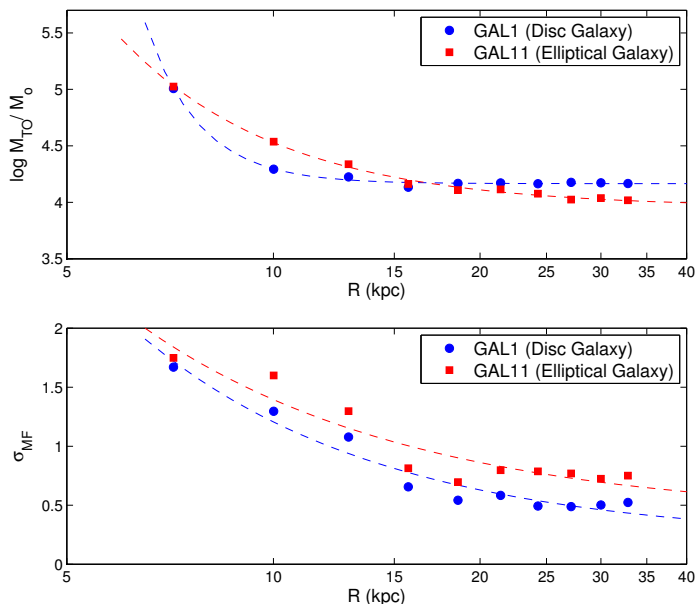 5.5
5
4.5
4
3.5
log M_TO / M_o
GAL1 (Disc Galaxy)
GAL11 (Elliptical Galaxy)
5 10 15 20 25 30 35 40
R (kpc)
2
1.5
1
0.5
0
σ_MF
GAL1 (Disc Galaxy)
GAL11 (Elliptical Galaxy)
5 10 15 20 25 30 35 40
R (kpc)